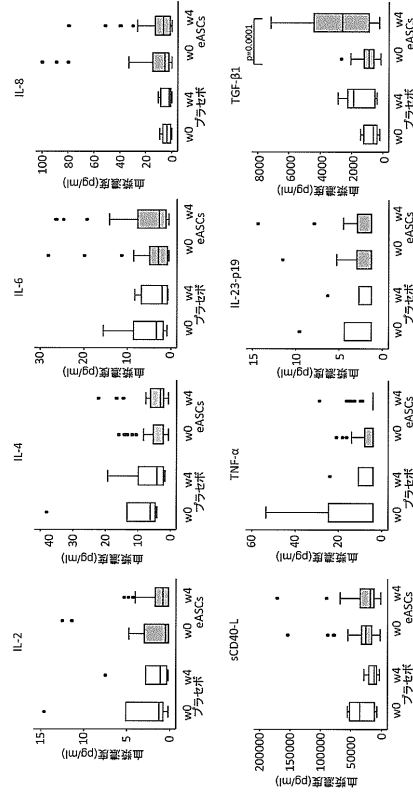 IL-2
血漿濃度(pg/ml)
15
10
5
0
w0 w4 w0 w4
プラセボ eASCs
IL-4
血漿濃度(pg/ml)
40
30
20
10
0
w0 w4 w0 w4
プラセボ eASCs
IL-6
血漿濃度(pg/ml)
30
20
10
0
w0 w4 w0 w4
プラセボ eASCs
IL-8
血漿濃度(pg/ml)
100
80
60
40
20
0
w0 w4 w0 w4
プラセボ eASCs
sCD40-L
血漿濃度(pg/ml)
200000
150000
100000
50000
0
w0 w4 w0 w4
プラセボ eASCs
TNF-α
血漿濃度(pg/ml)
60
40
20
0
w0 w4 w0 w4
プラセボ eASCs
IL-23-p19
血漿濃度(pg/ml)
15
10
5
0
w0 w4 w0 w4
プラセボ eASCs
TGF-β1
血漿濃度(pg/ml)
8000
6000
4000
2000
0
p=0.0001
w0 w4 w0 w4
プラセボ eASCs